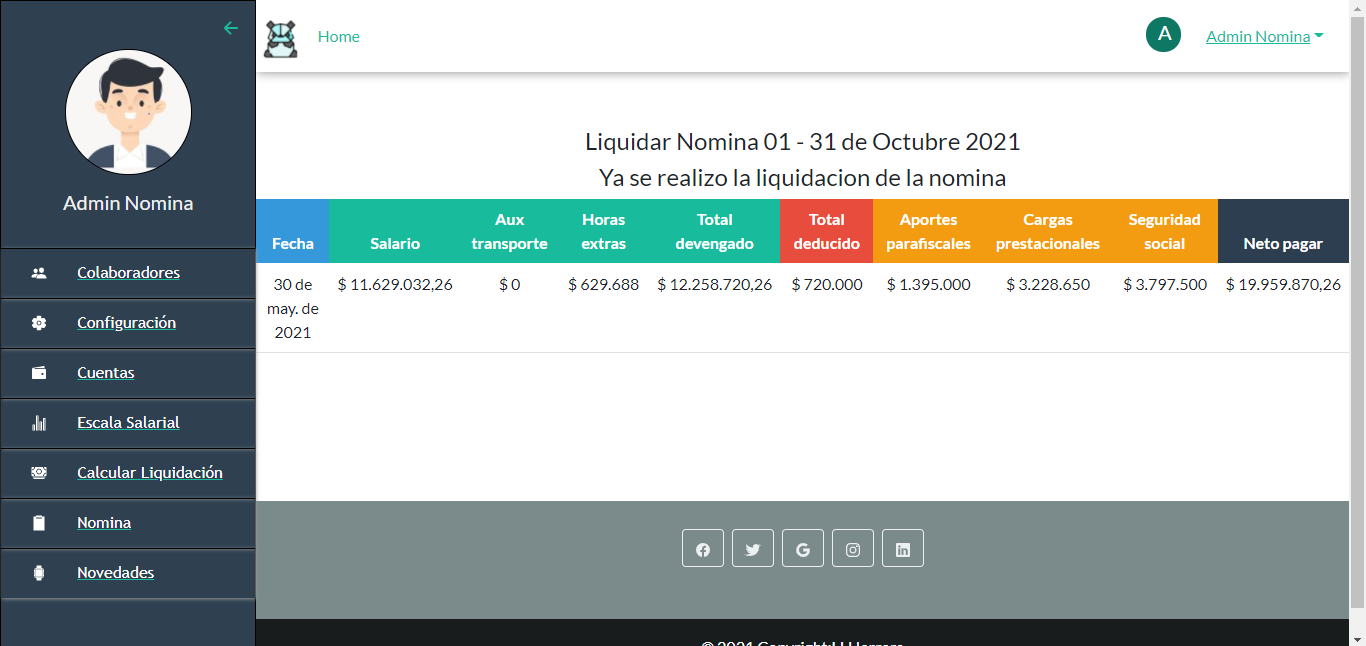 Admin Nomina
Colaboradores
Configuración
Cuentas
Escala Salarial
Calcular Liquidación
Nomina
Novedades
Home
A
Admin Nomina
Liquidar Nomina 01 - 31 de Octubre 2021
Ya se realizo la liquidacion de la nomina
Fecha
Salario
Aux
transporte
Horas
extras
Total
devengado
Total
deducido
Aportes
parafiscales
Cargas
prestacionales
Seguridad
social
Neto pagar
30 de
may. de
2021
$ 11.629.032,26
$ 0
$ 629.688
$ 12.258.720,26
$ 720.000
$ 1.395.000
$ 3.228.650
$ 3.797.500
$ 19.959.870,26
© 2021 Copyright: